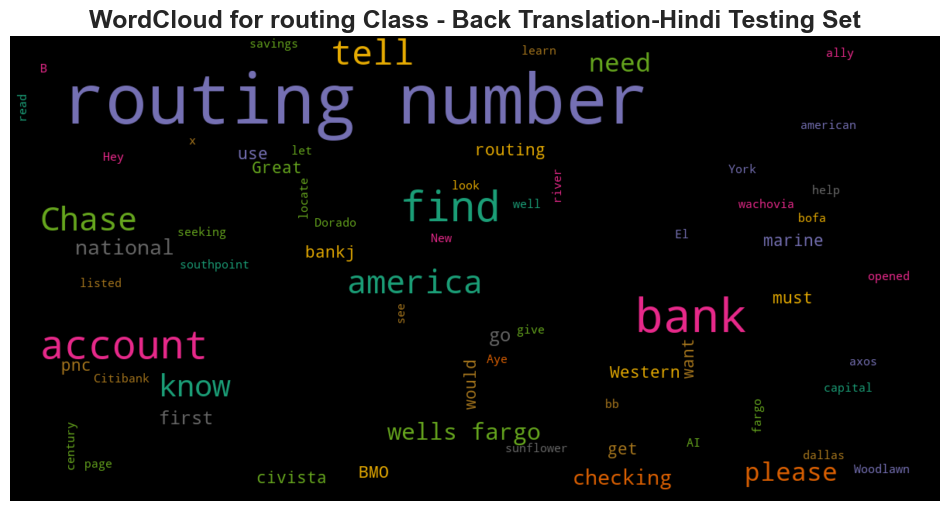 WordCloud for routing Class - Back Translation-Hindi Testing Set
savings
tell
learn
ally
B
need
routing number
read
american
x
Hey
use
let
routing
Great
York
look
river
locate
help
Chase
find
well
wachovia
Dorado
bofa
seeking
New
El
national
bankj
marine
southpoint
listed
america
opened
must
see
bank
go
give
account
want
pnc
Aye
Western
axos
Citibank
know
would
capital
first
bb
fargo
century
wells fargo
AI
sunflower
get
page
dallas
civista
BMO
checking
please
Woodlawn